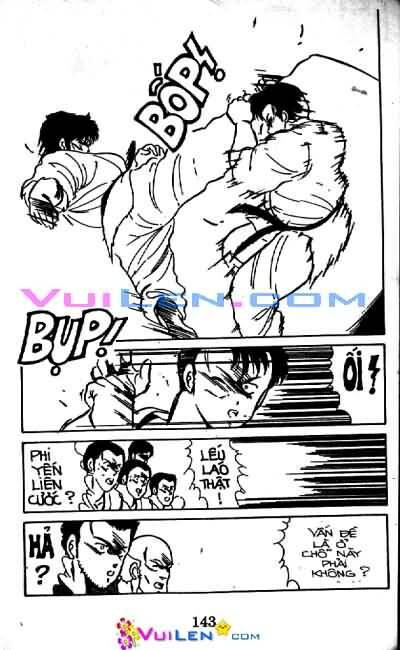 BỐP!
VUILEN.COM
BỤP!
ỐI!
PHI
YẾN
LIÊN
CƯỚC?
LẾU
LÁO
THẬT
!
HẢ
?
VẤN ĐỀ
LÀ Ở
CHỖ NÀY
PHẢI
KHÔNG?
143
VUILEN.COM